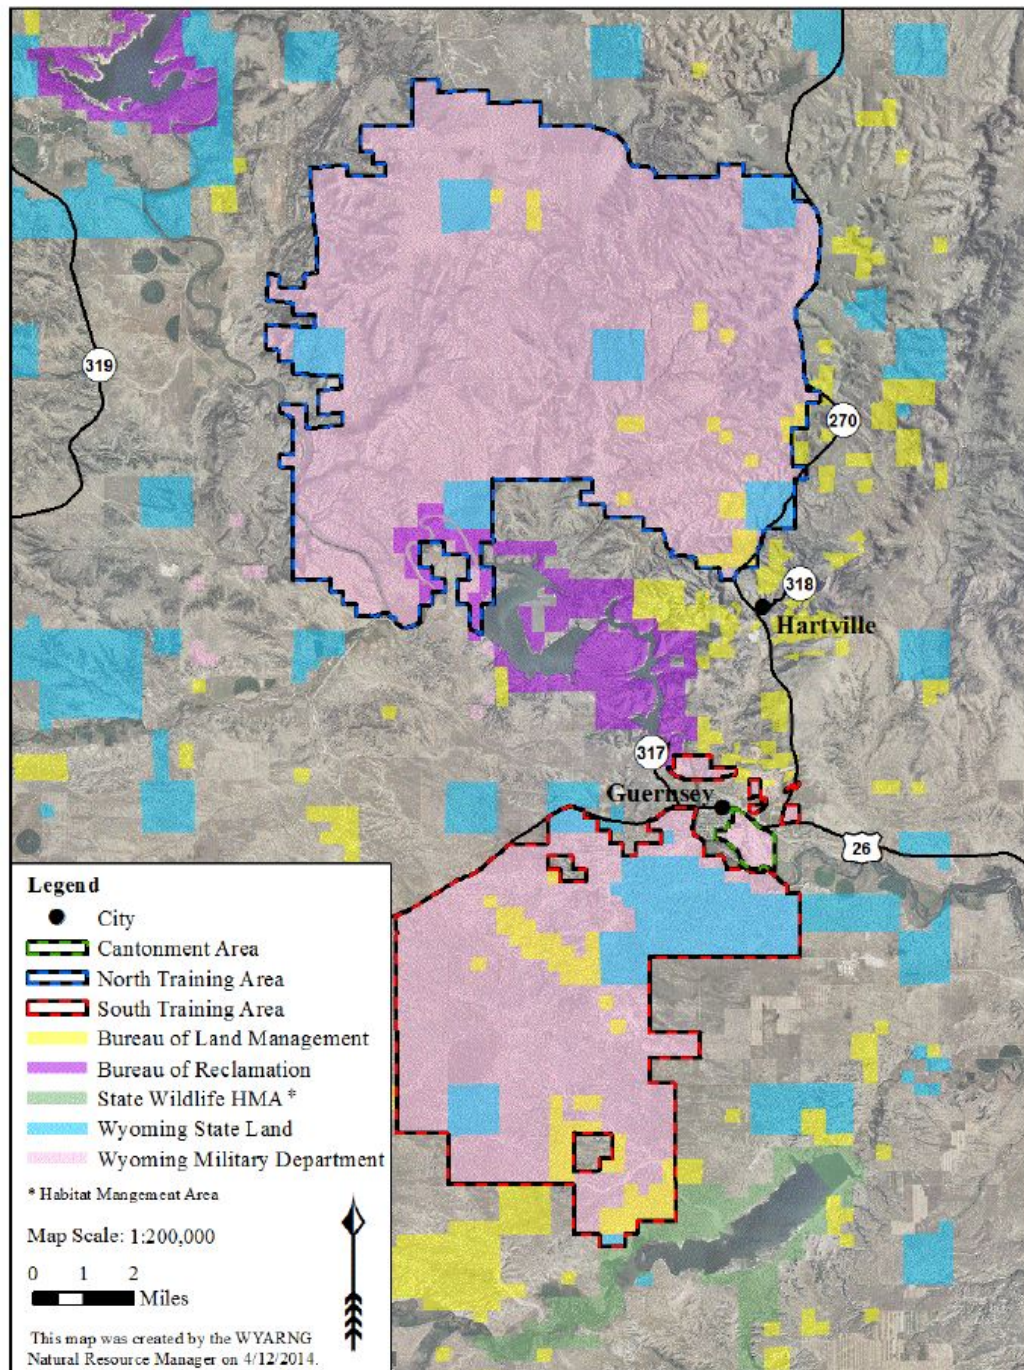 319
270
318
Hartville
317
Guernsey
26
Legend
City
Cantonment Area
North Training Area
South Training Area
Bureau of Land Management
Bureau of Reclamation
State Wildlife HMA *
Wyoming State Land
Wyoming Military Department
* Habitat Mangement Area
Map Scale: 1:200,000
0 1 2
Miles
This map was created by the WYARNG
Natural Resource Manager on 4/12/2014.